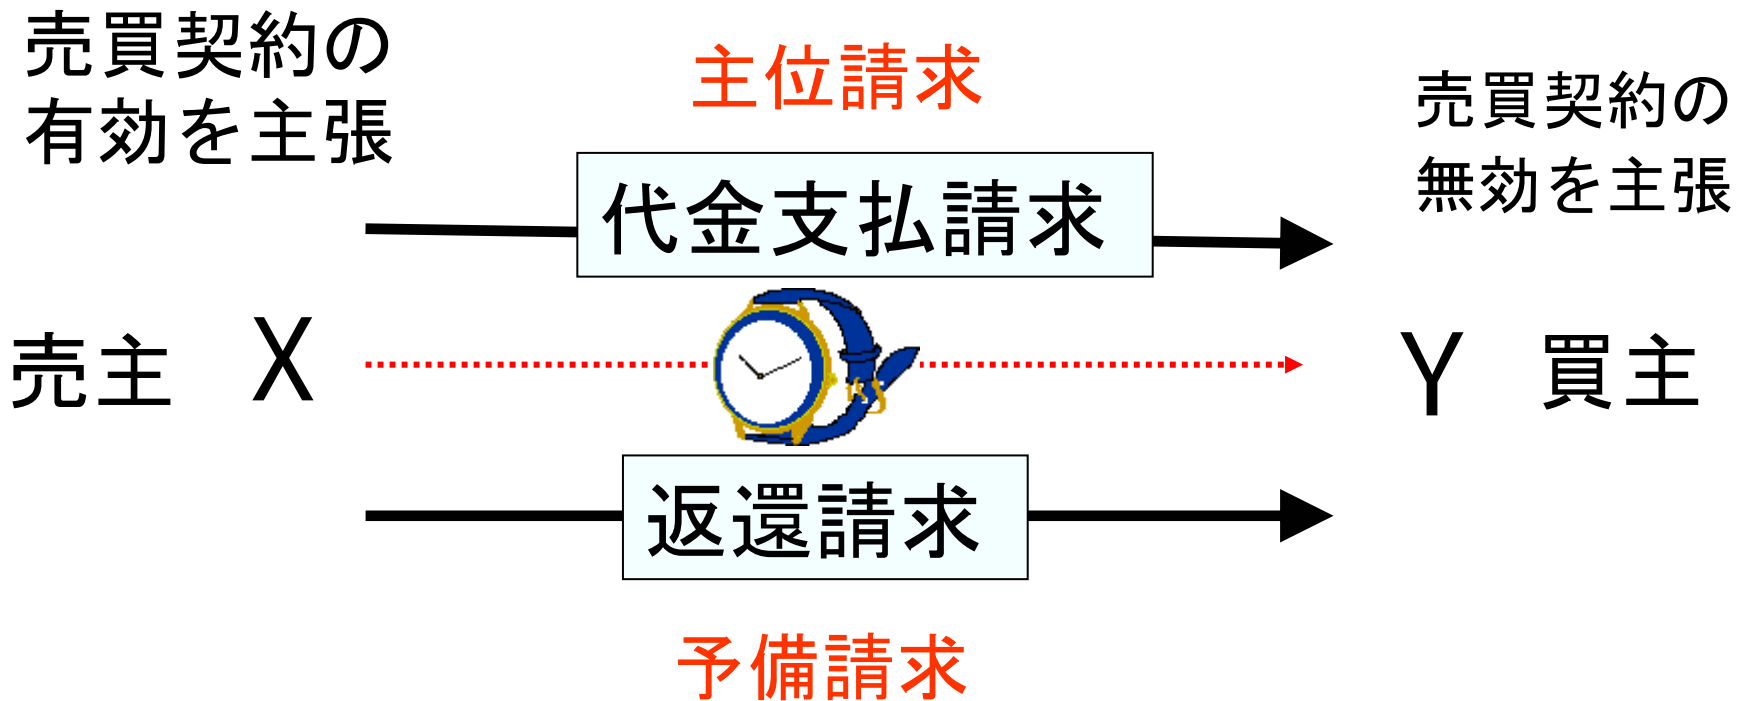 売買契約の
有効を主張
主位請求
売買契約の
無効を主張
代金支払請求
売主 X
Y 買主
返還請求
予備請求